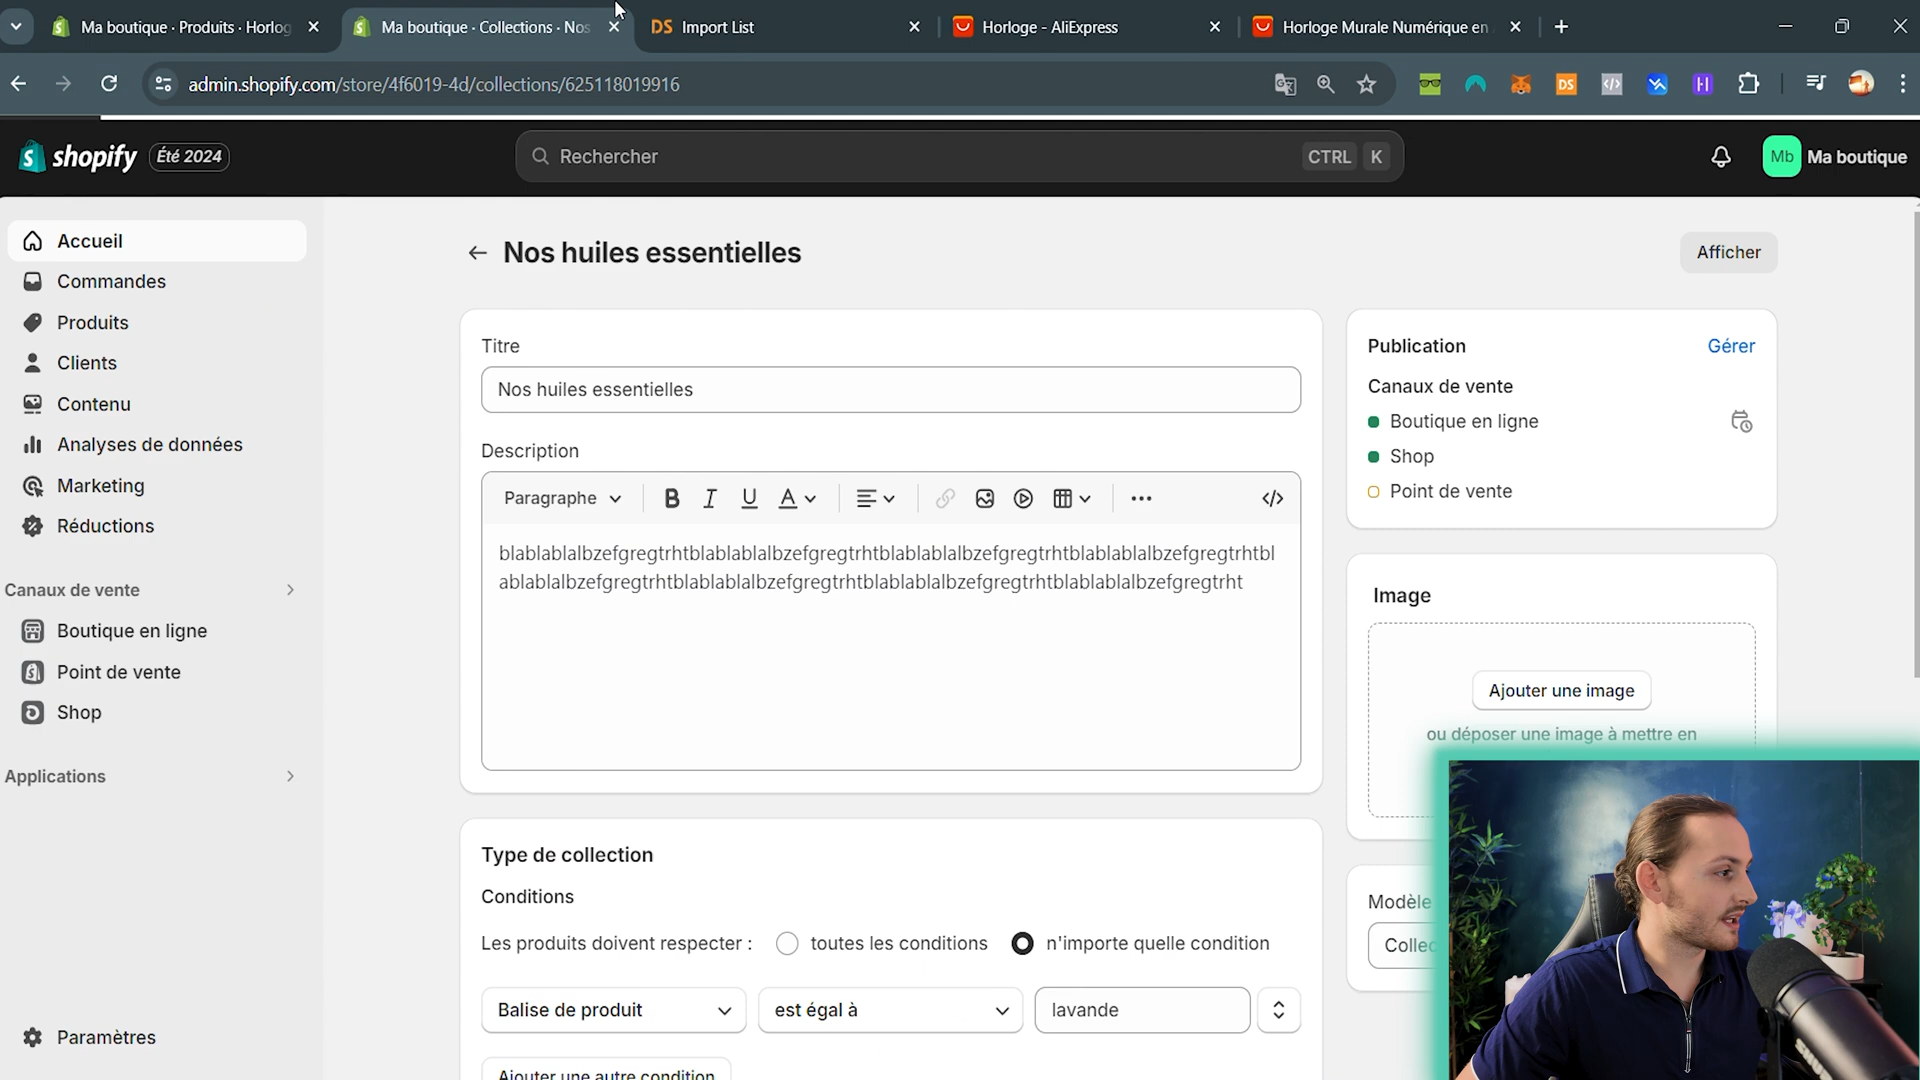 Ma boutique · Produits · Horlog
Ma boutique · Collections · Nos
DS Import List
Horloge - AliExpress
Horloge Murale Numérique en
admin.shopify.com/store/4f6019-4d/collections/625118019916
DS
shopify
Été 2024
Rechercher
CTRL K
Mb Ma boutique
Accueil
Commandes
Produits
Clients
Contenu
Analyses de données
Marketing
Réductions
Canaux de vente
Boutique en ligne
Point de vente
Shop
Applications
Paramètres
Nos huiles essentielles
Afficher
Titre
Nos huiles essentielles
Description
Paragraphe B I U A
blablablalbzefgregtrhtblablablalbzefgregtrhtblablablalbzefgregtrhtblablablalbzefgregtrhtbl
ablablalbzefgregtrhtblablablalbzefgregtrhtblablablalbzefgregtrhtblablablalbzefgregtrht
Type de collection
Conditions
Les produits doivent respecter : toutes les conditions n'importe quelle condition
Balise de produit est égal à lavande
Ajouter une autre condition
Publication Gérer
Canaux de vente
Boutique en ligne
Shop
Point de vente
Image
Ajouter une image
ou déposer une image à mettre en
Modèle
Collec